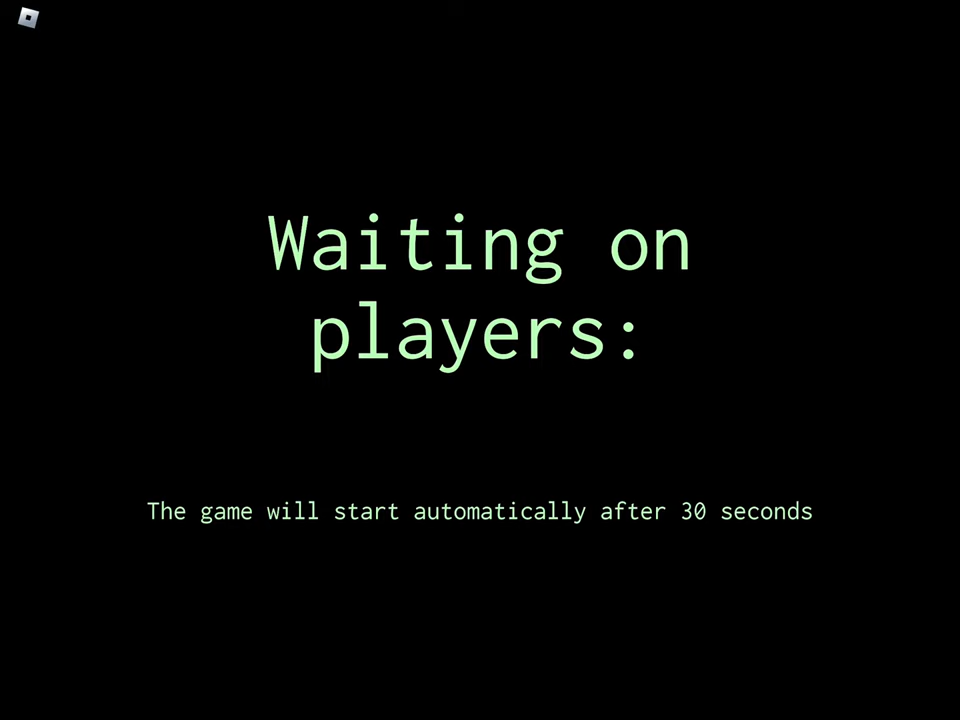 Waiting on
players:
The game will start automatically after 30 seconds